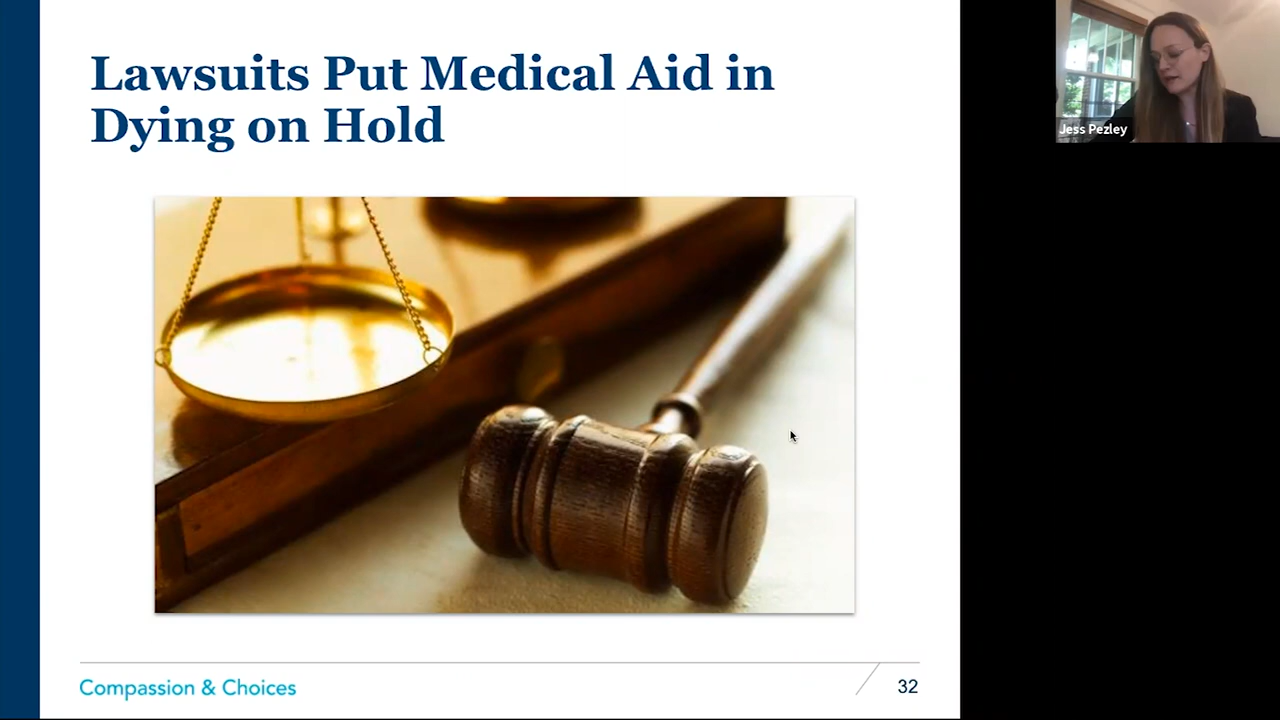 Lawsuits Put Medical Aid in
Dying on Hold
Jess Pezley
Compassion & Choices
32